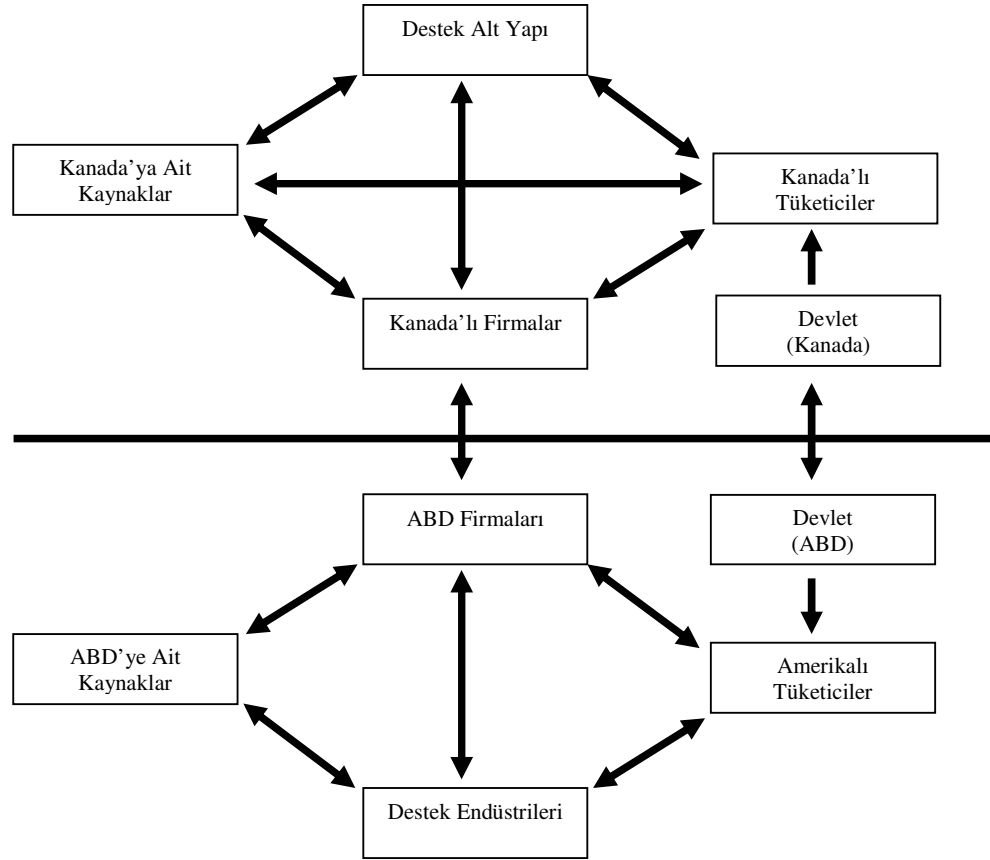 Destek Alt Yapı
Kanada’ya Ait
Kaynaklar
Kanada’lı
Tüketiciler
Kanada’lı Firmalar
Devlet
(Kanada)
ABD Firmaları
Devlet
(ABD)
ABD’ye Ait
Kaynaklar
Amerikalı
Tüketiciler
Destek Endüstrileri